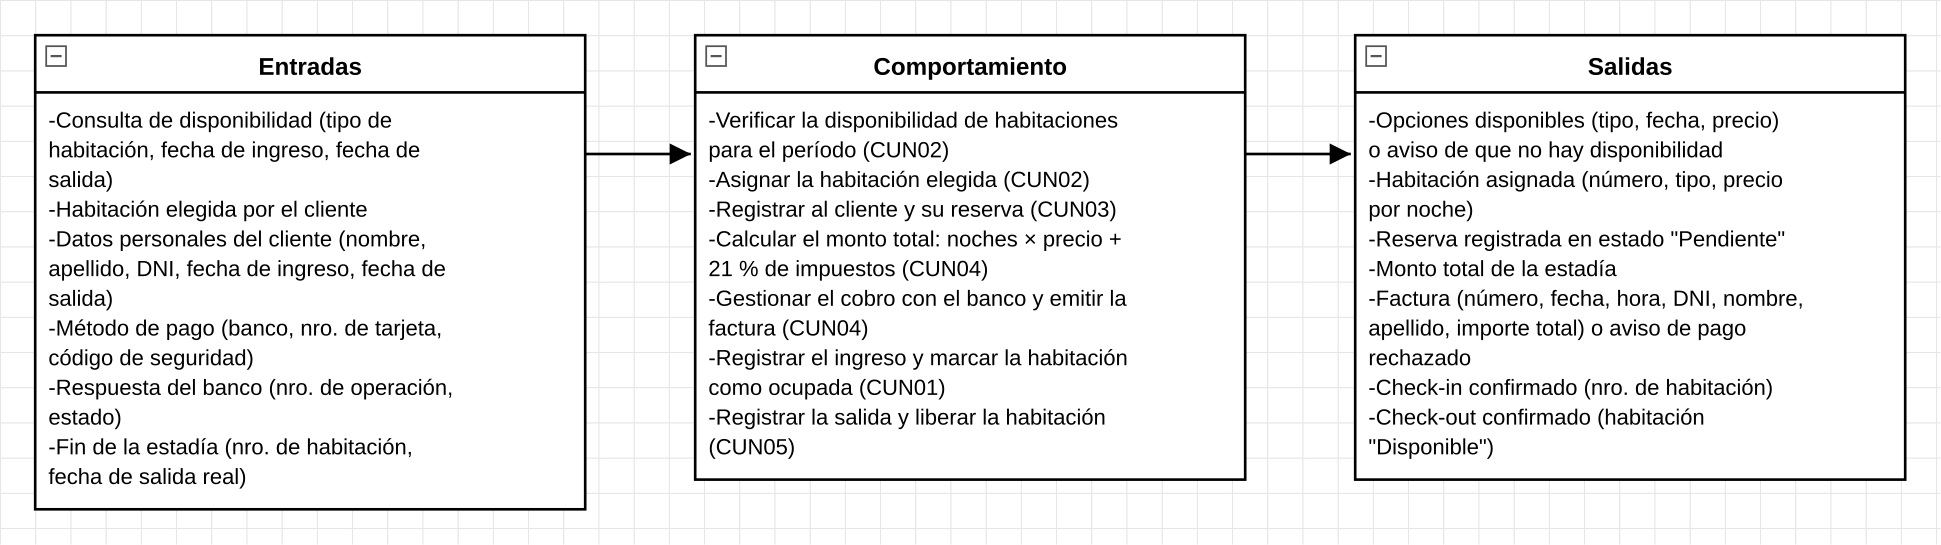 Entradas
-Consulta de disponibilidad (tipo de
habitación, fecha de ingreso, fecha de
salida)
-Habitación elegida por el cliente
-Datos personales del cliente (nombre,
apellido, DNI, fecha de ingreso, fecha de
salida)
-Método de pago (banco, nro. de tarjeta,
código de seguridad)
-Respuesta del banco (nro. de operación,
estado)
-Fin de la estadía (nro. de habitación,
fecha de salida real)
Comportamiento
-Verificar la disponibilidad de habitaciones
para el período (CUN02)
-Asignar la habitación elegida (CUN02)
-Registrar al cliente y su reserva (CUN03)
-Calcular el monto total: noches × precio +
21 % de impuestos (CUN04)
-Gestionar el cobro con el banco y emitir la
factura (CUN04)
-Registrar el ingreso y marcar la habitación
como ocupada (CUN01)
-Registrar la salida y liberar la habitación
(CUN05)
Salidas
-Opciones disponibles (tipo, fecha, precio)
o aviso de que no hay disponibilidad
-Habitación asignada (número, tipo, precio
por noche)
-Reserva registrada en estado "Pendiente"
-Monto total de la estadía
-Factura (número, fecha, hora, DNI, nombre,
apellido, importe total) o aviso de pago
rechazado
-Check-in confirmado (nro. de habitación)
-Check-out confirmado (habitación
"Disponible")